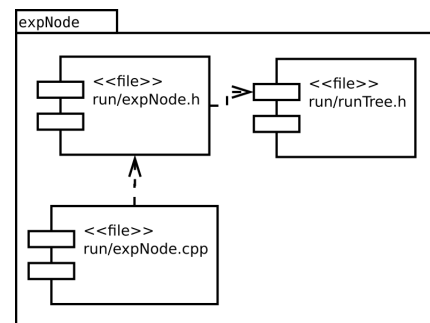 expNode
<<file>>
run/expNode.h
<<file>>
run/runTree.h
<<file>>
run/expNode.cpp